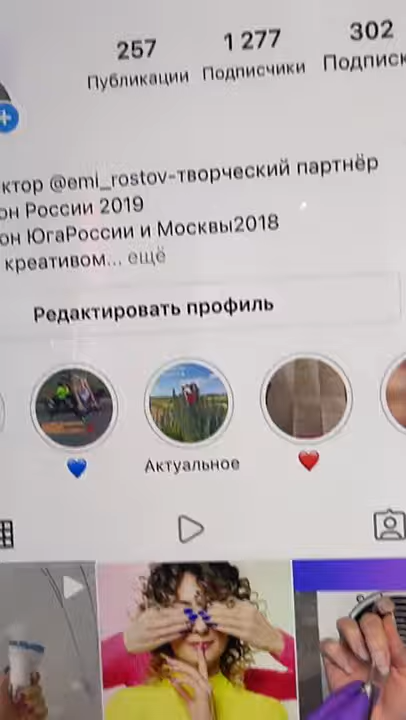 257 1 277 302
Публикации Подписчики Подписк
ктор @emi_rostov-творческий партнёр
он России 2019
он ЮгаРоссии и Москвы2018
креативом... ещё
Редактировать профиль
💙 Актуальное ❤️